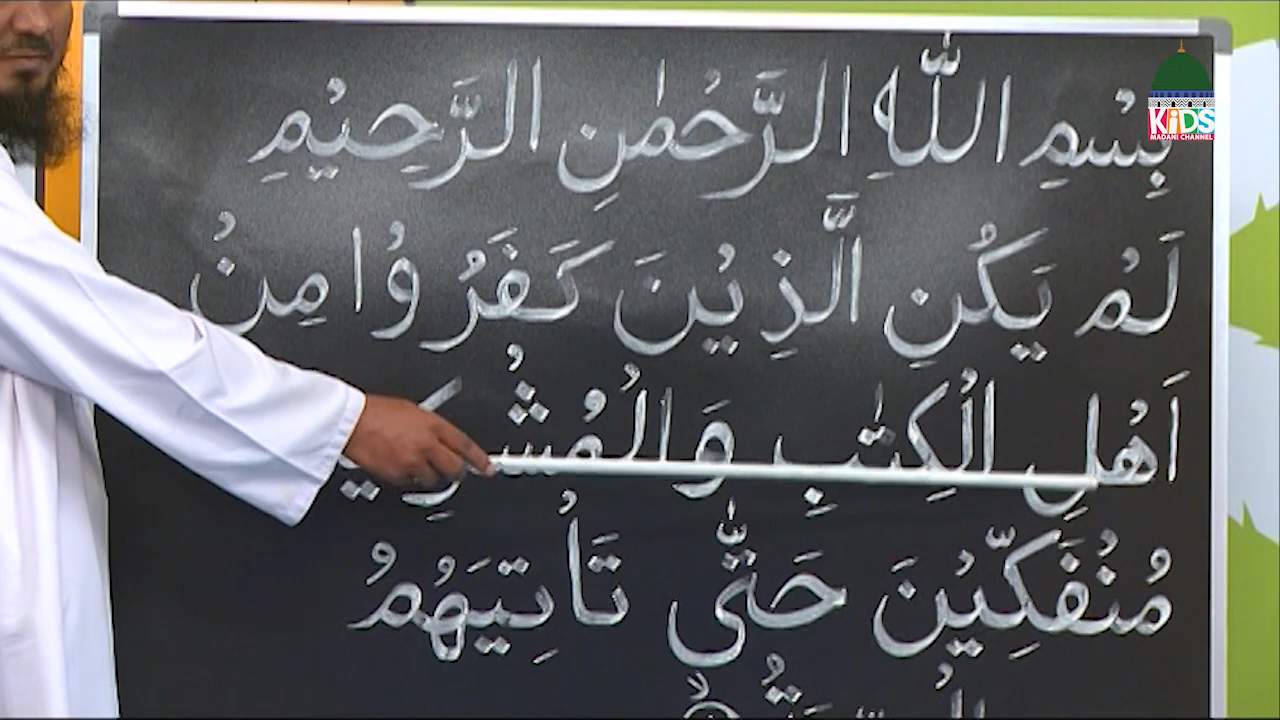 بِسْمِ اللّٰهِ الرَّحْمٰنِ الرَّحِيْمِ
لَمْ يَكُنِ الَّذِيْنَ كَفَرُوْا مِنْ
اَهْلِ الْكِتٰبِ وَالْمُشْرِكِيْنَ
مُنْفَكِّيْنَ حَتّٰى تَاْتِيَهُمُ
KiDS
MADANI CHANNEL